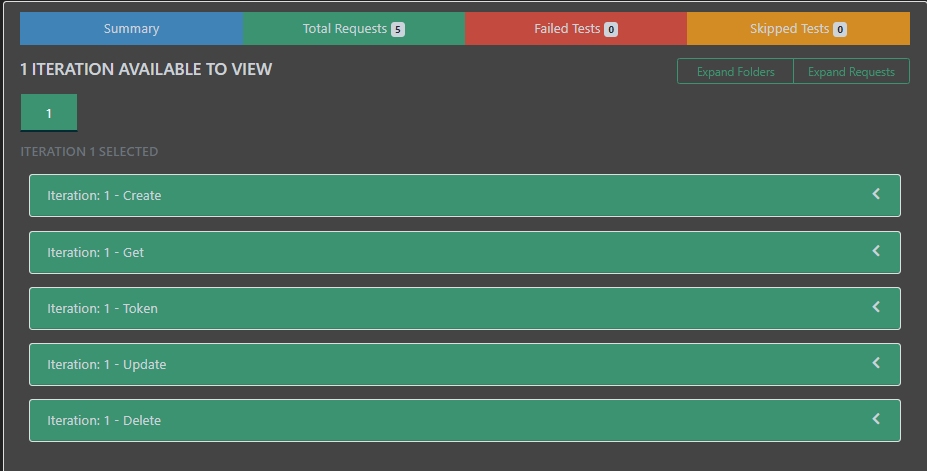 Summary
Total Requests 5
Failed Tests 0
Skipped Tests 0
1 ITERATION AVAILABLE TO VIEW
Expand Folders
Expand Requests
1
ITERATION 1 SELECTED
Iteration: 1 - Create
Iteration: 1 - Get
Iteration: 1 - Token
Iteration: 1 - Update
Iteration: 1 - Delete